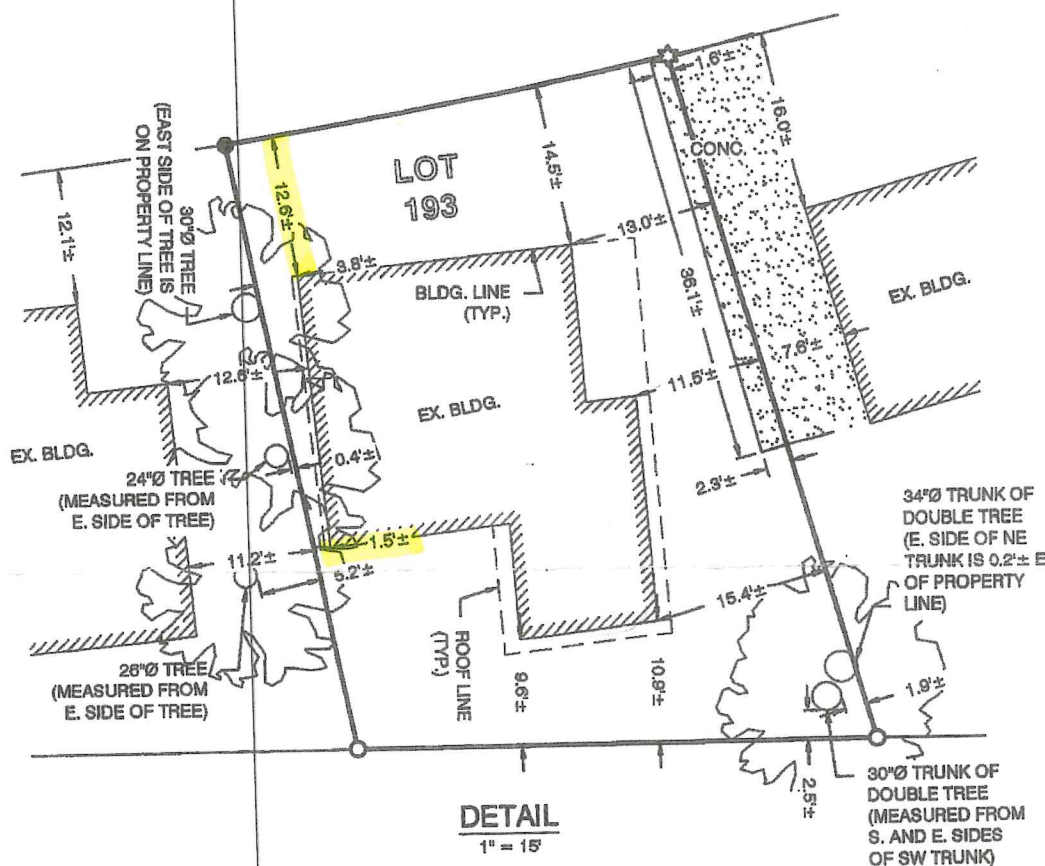 (EAST SIDE OF TREE IS
ON PROPERTY LINE)
30"Ø TREE
12.1'±
12.6'±
LOT
193
14.5'±
1.6'±
16.0'±
CONC.
13.0'±
36.1'±
3.8'±
BLDG. LINE
(TYP.)
EX. BLDG.
7.6'±
11.5'±
12.6'±
EX. BLDG.
EX. BLDG.
0.4'±
24"Ø TREE
(MEASURED FROM
E. SIDE OF TREE)
2.3'±
34"Ø TRUNK OF
DOUBLE TREE
(E. SIDE OF NE
TRUNK IS 0.2'± E
OF PROPERTY
LINE)
1.5'±
11.2'±
5.2'±
15.4'±
ROOF LINE
(TYP.)
26"Ø TREE
(MEASURED FROM
E. SIDE OF TREE)
9.6'±
10.9'±
1.9'±
2.5'±
30"Ø TRUNK OF
DOUBLE TREE
(MEASURED FROM
S. AND E. SIDES
OF SW TRUNK)
DETAIL
1" = 15'